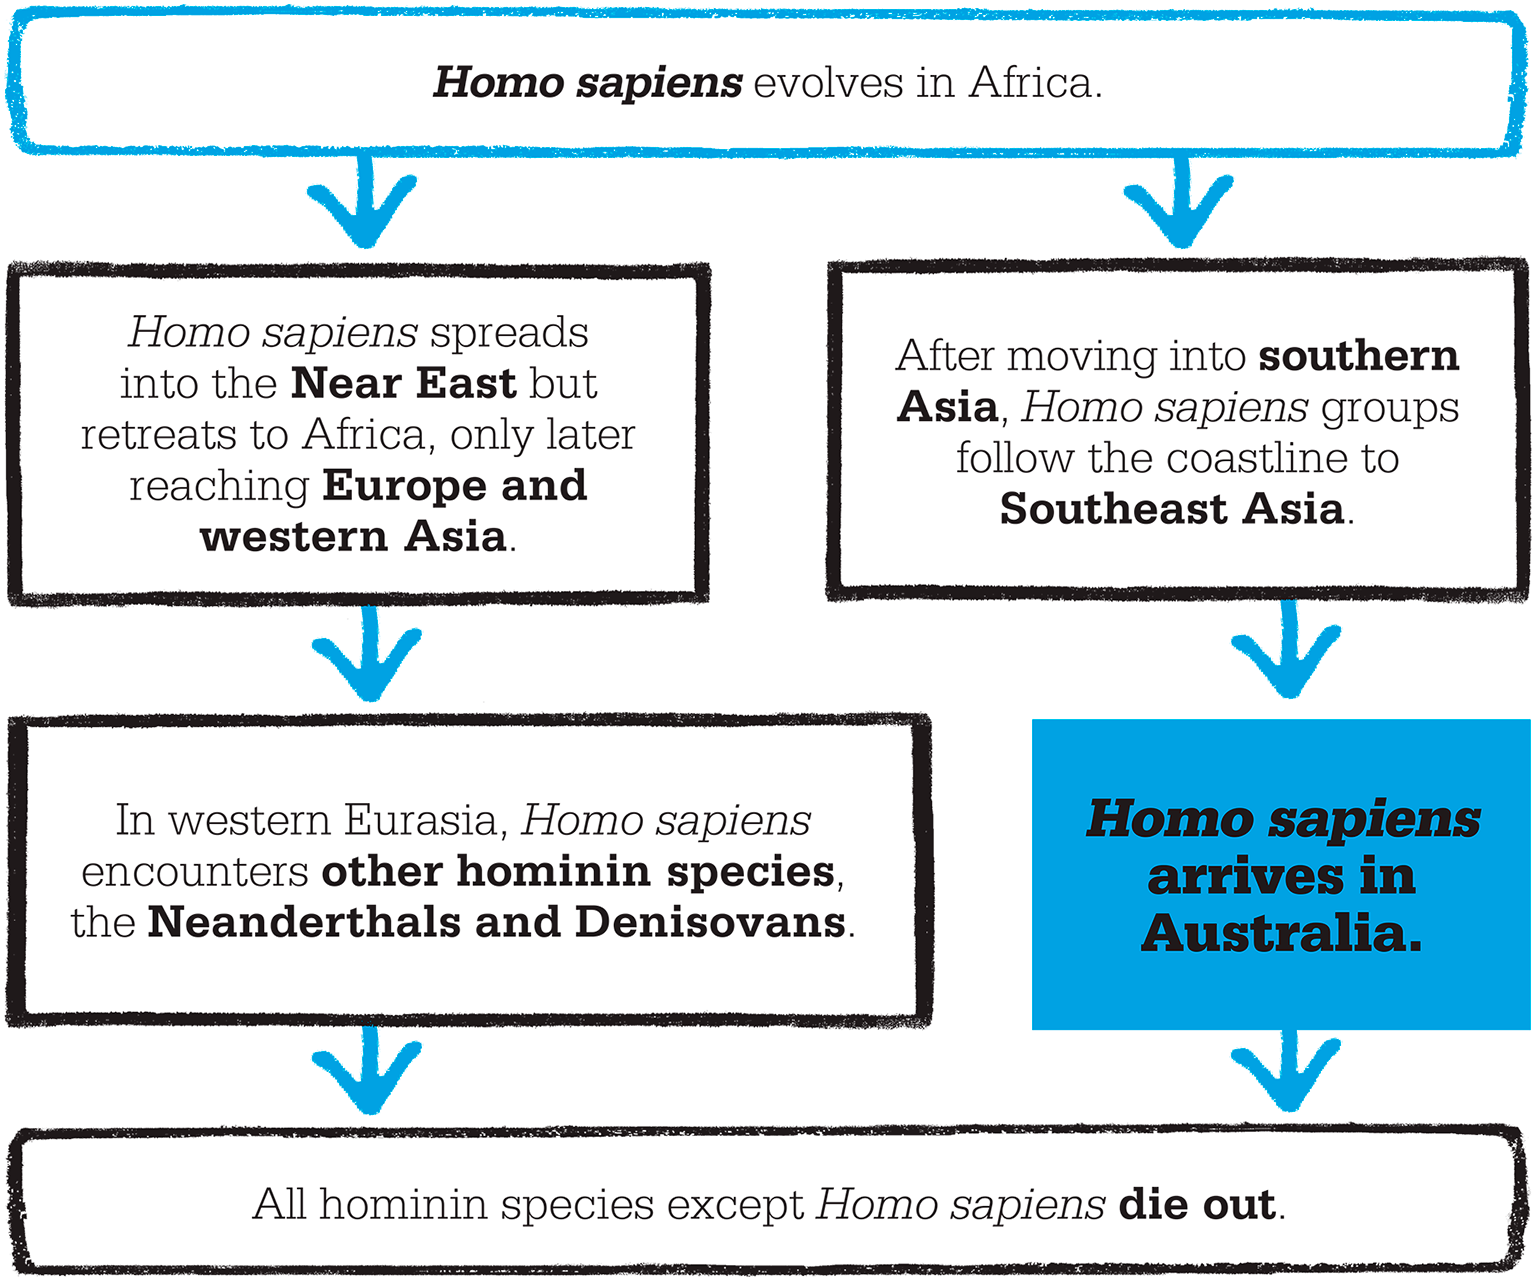 Homo sapiens evolves in Africa.
Homo sapiens spreads
into the Near East but
retreats to Africa, only later
reaching Europe and
western Asia.
After moving into southern
Asia, Homo sapiens groups
follow the coastline to
Southeast Asia.
In western Eurasia, Homo sapiens
encounters other hominin species,
the Neanderthals and Denisovans.
Homo sapiens
arrives in
Australia.
All hominin species except Homo sapiens die out.